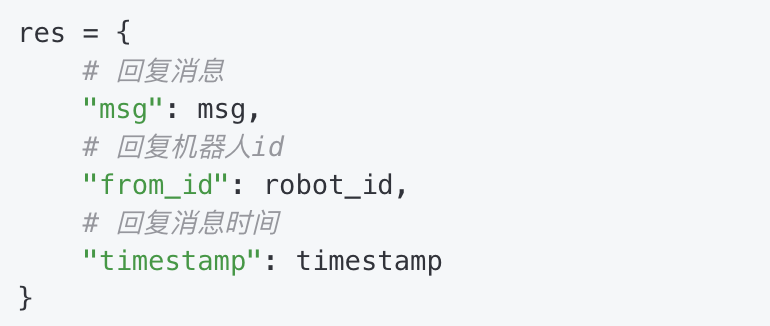 res = {
    # 回复消息
    "msg": msg,
    # 回复机器人id
    "from_id": robot_id,
    # 回复消息时间
    "timestamp": timestamp
}